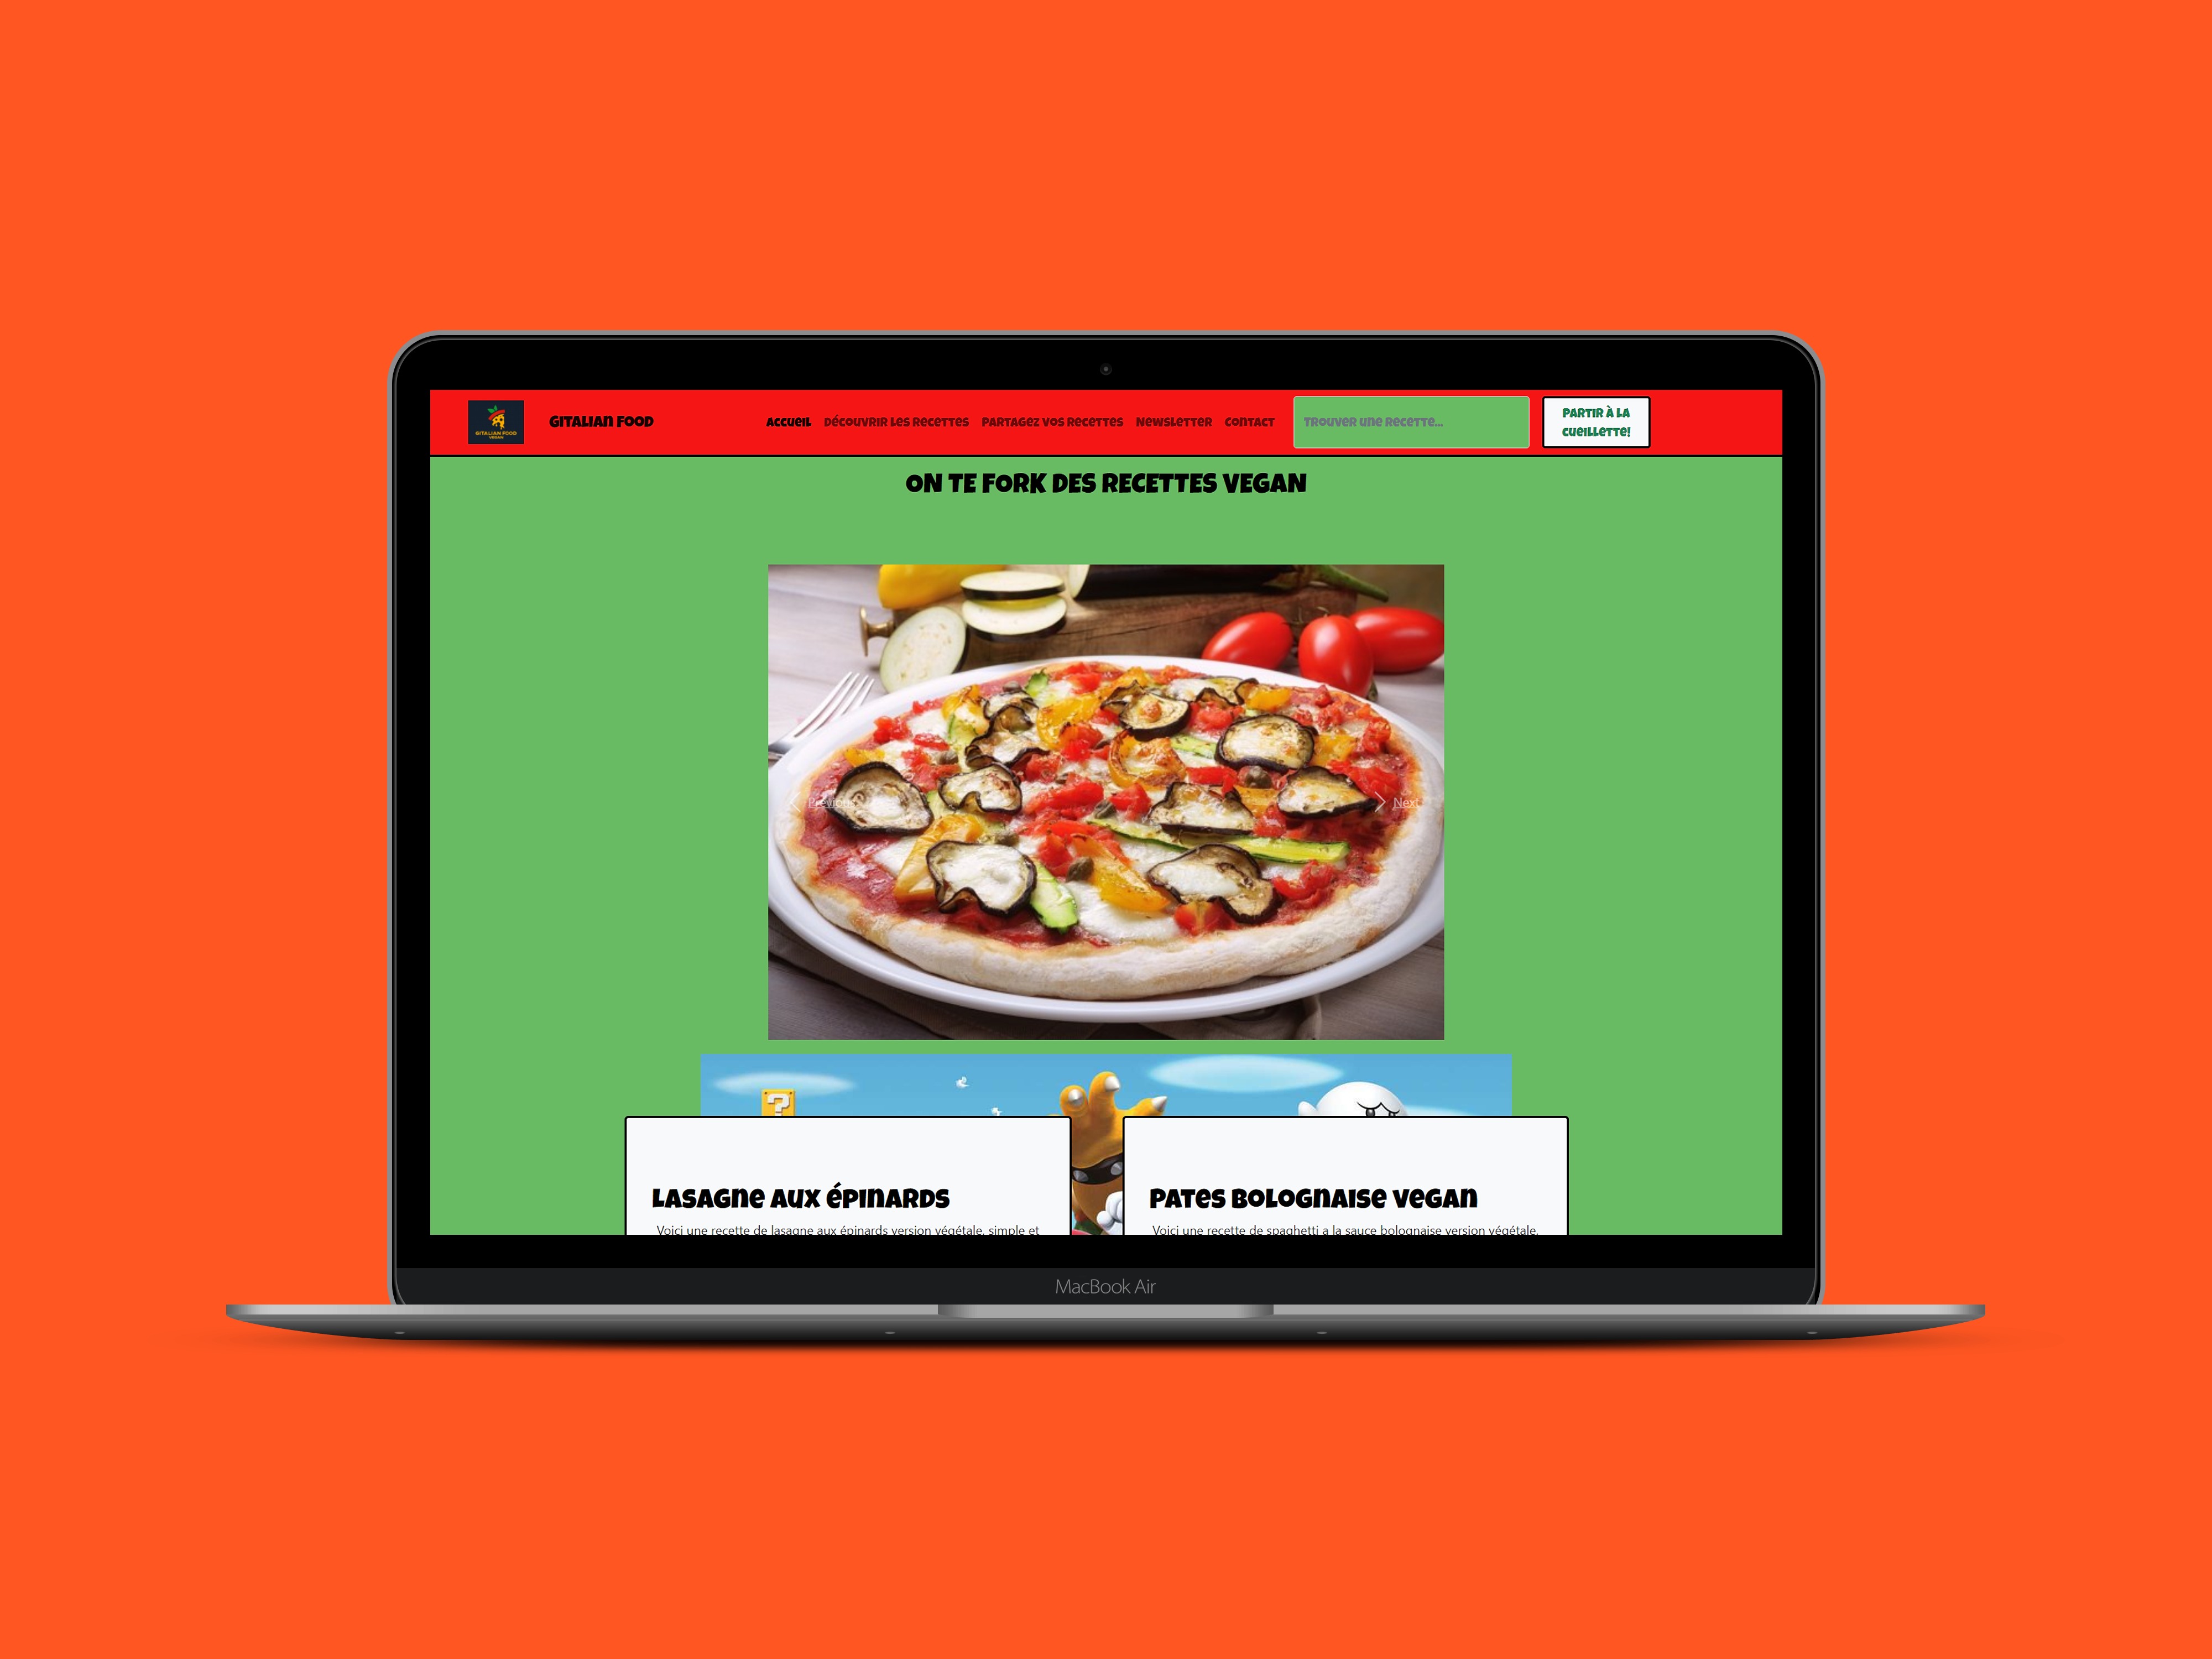 GITALIAN FOOD
VEGAN
Gitalian Food
Accueil Découvrir les recettes Partagez vos recettes Newsletter Contact
Trouver une recette...
Partir à la
cueillette!
ON TE FORK DES RECETTES VEGAN
Previous
Next
?
Lasagne aux épinards
Pates bolognaise vegan
Voici une recette de lasagne aux épinards version végétale, simple et
Voici une recette de spaghetti a la sauce bolognaise version végétale,
MacBook Air